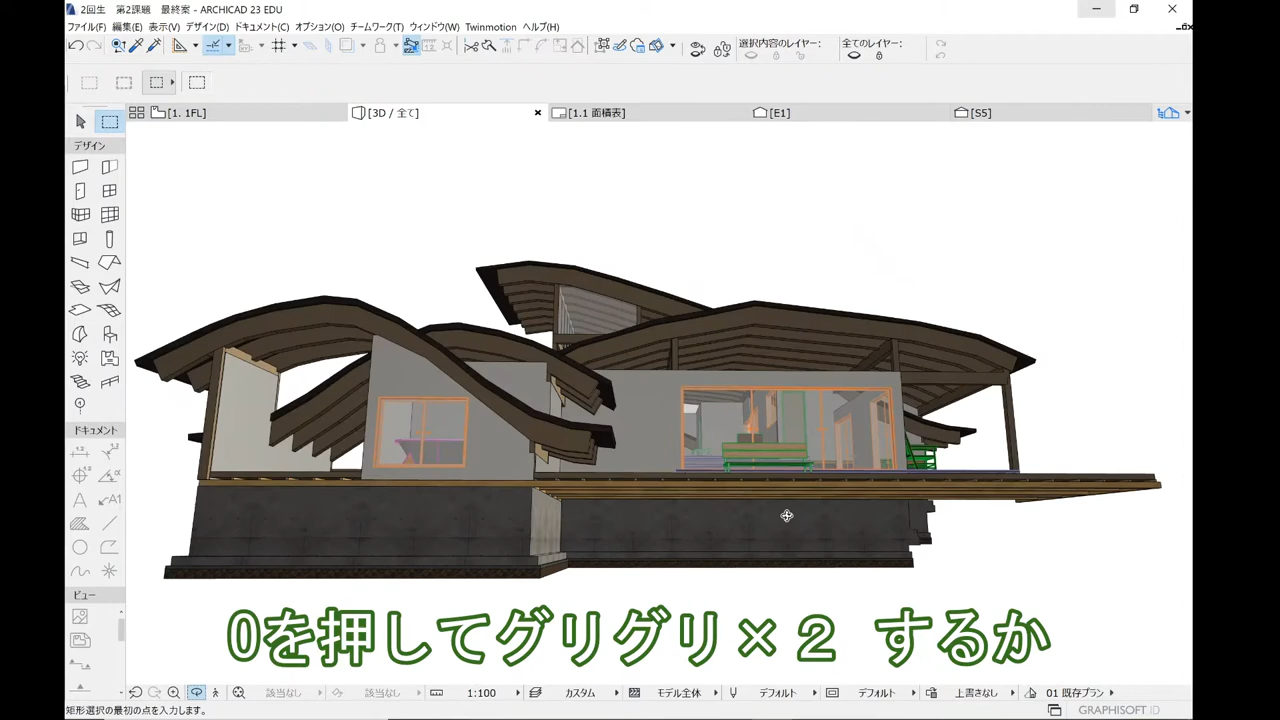 2回生 第2課題 最終案 - ARCHICAD 23 EDU
ファイル(F) 編集(E) 表示(V) デザイン(D) ドキュメント(C) オプション(O) チームワーク(T) ウィンドウ(W) Twinmotion ヘルプ(H)
選択内容のレイヤー: 全てのレイヤー:
[1. 1FL] [3D / 全て] [1.1 面積表] [E1] [S5]
デザイン
ドキュメント
ビュー
0を押してグリグリ×2 するか
該当なし 該当なし 1:100 カスタム モデル全体 デフォルト デフォルト 上書きなし 01 既存プラン
矩形選択の最初の点を入力します。 GRAPHISOFT ID